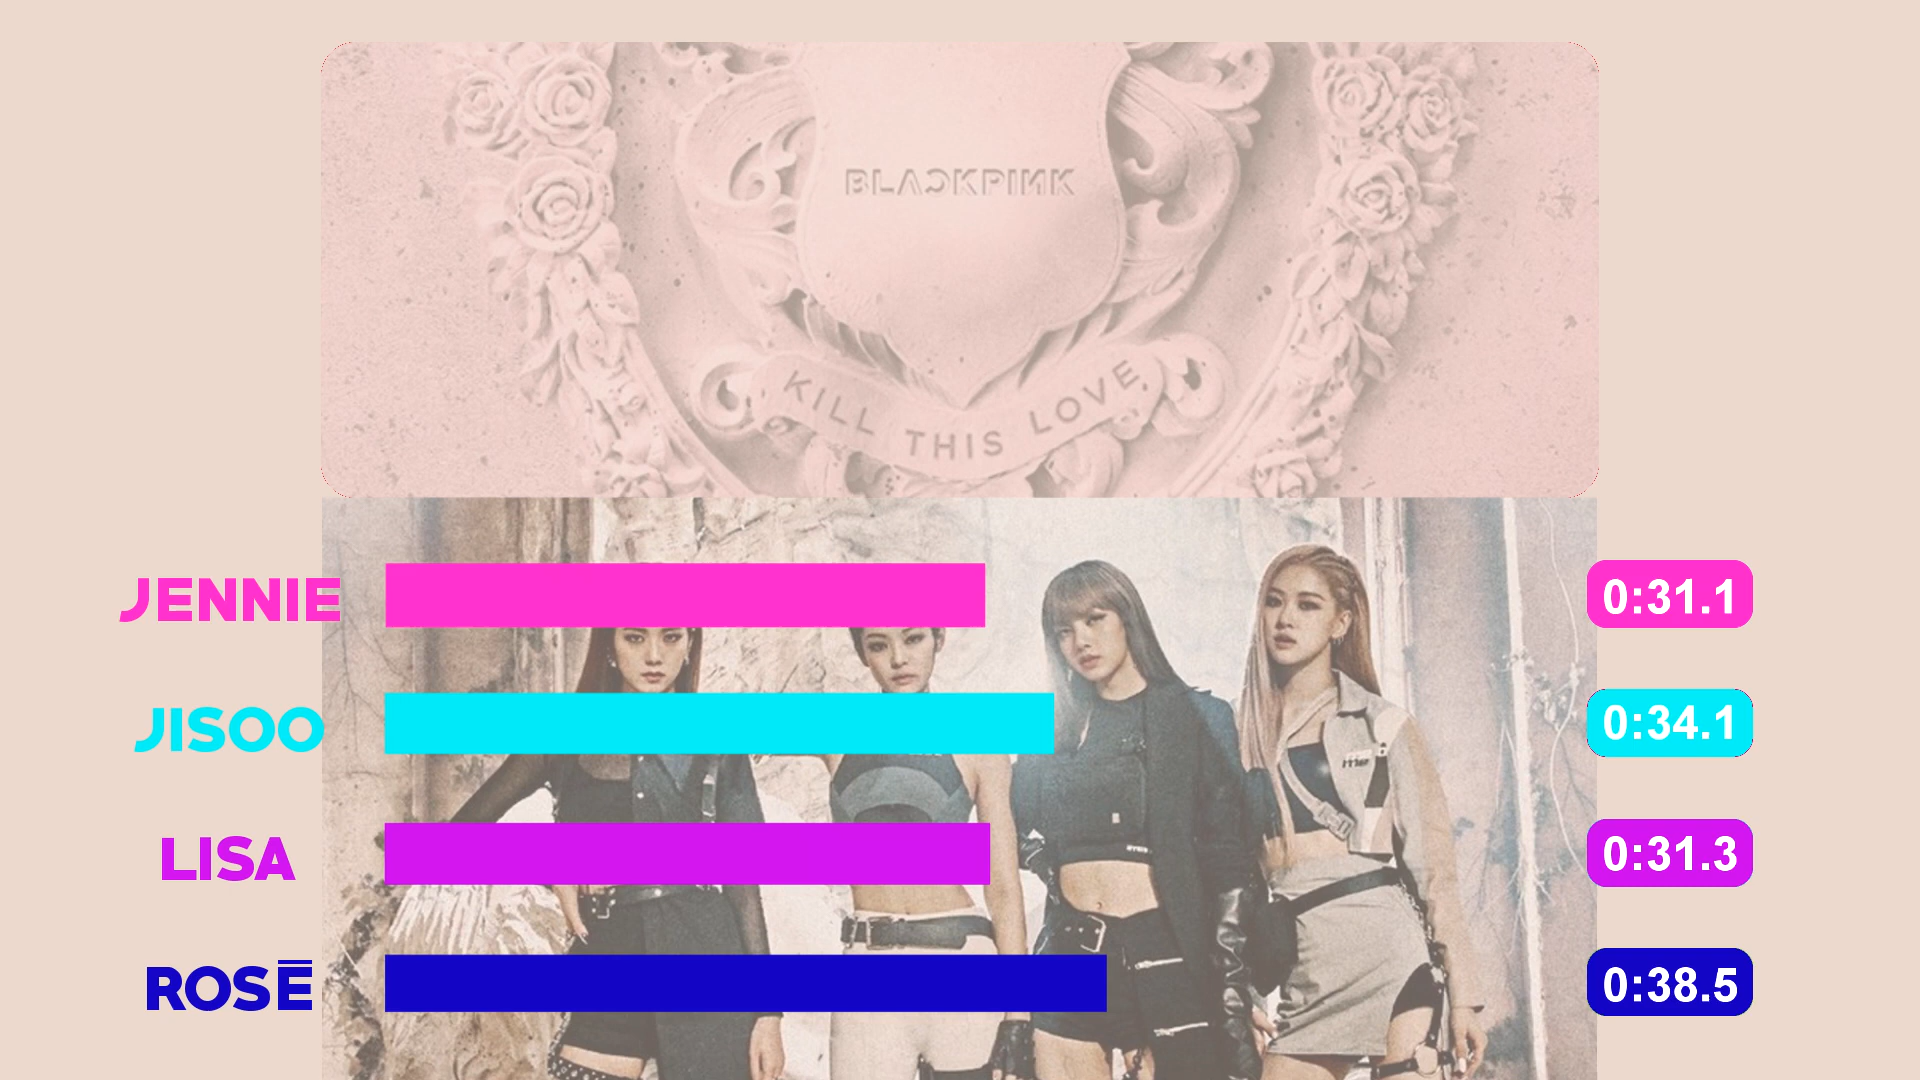 BLACKPINK
KILL THIS LOVE
JENNIE 0:31.1
JISOO 0:34.1
LISA 0:31.3
ROSÉ 0:38.5